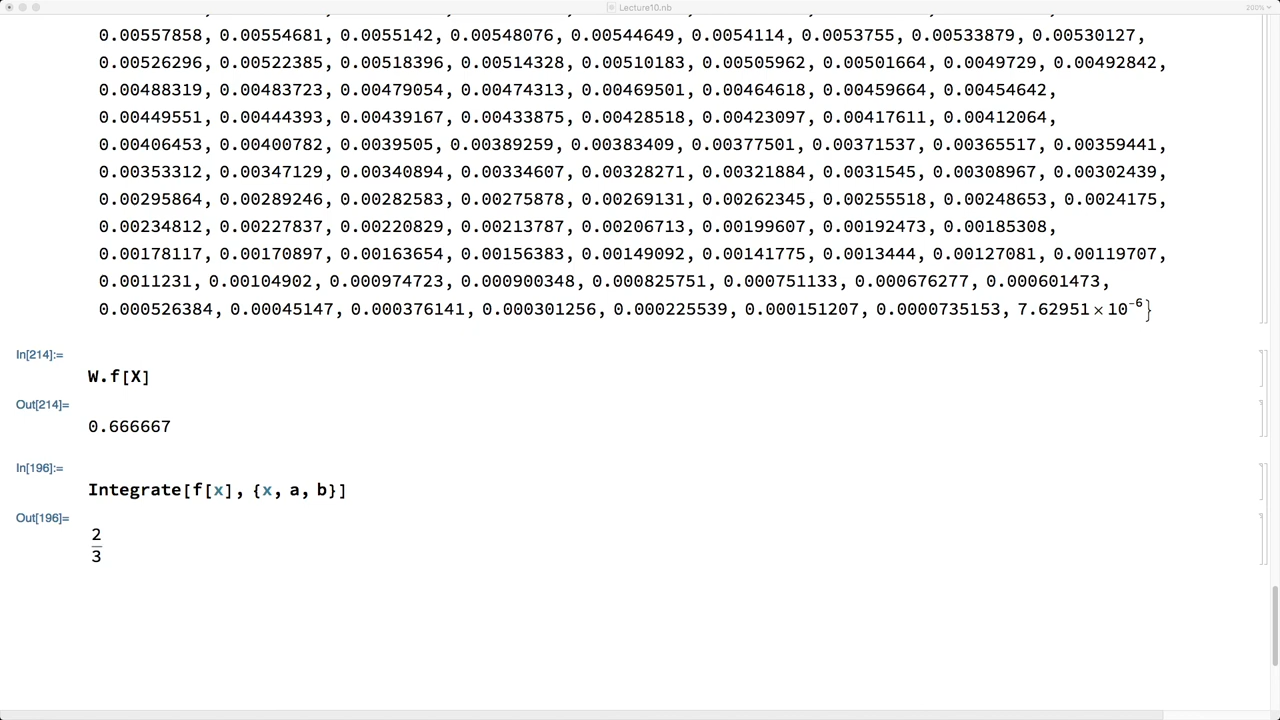 Lecture10.nb
200%
0.00557858, 0.00554681, 0.0055142, 0.00548076, 0.00544649, 0.0054114, 0.0053755, 0.00533879, 0.00530127,
0.00526296, 0.00522385, 0.00518396, 0.00514328, 0.00510183, 0.00505962, 0.00501664, 0.0049729, 0.00492842,
0.00488319, 0.00483723, 0.00479054, 0.00474313, 0.00469501, 0.00464618, 0.00459664, 0.00454642,
0.00449551, 0.00444393, 0.00439167, 0.00433875, 0.00428518, 0.00423097, 0.00417611, 0.00412064,
0.00406453, 0.00400782, 0.0039505, 0.00389259, 0.00383409, 0.00377501, 0.00371537, 0.00365517, 0.00359441,
0.00353312, 0.00347129, 0.00340894, 0.00334607, 0.00328271, 0.00321884, 0.0031545, 0.00308967, 0.00302439,
0.00295864, 0.00289246, 0.00282583, 0.00275878, 0.00269131, 0.00262345, 0.00255518, 0.00248653, 0.0024175,
0.00234812, 0.00227837, 0.00220829, 0.00213787, 0.00206713, 0.00199607, 0.00192473, 0.00185308,
0.00178117, 0.00170897, 0.00163654, 0.00156383, 0.00149092, 0.00141775, 0.0013444, 0.00127081, 0.00119707,
0.0011231, 0.00104902, 0.000974723, 0.000900348, 0.000825751, 0.000751133, 0.000676277, 0.000601473,
0.000526384, 0.00045147, 0.000376141, 0.000301256, 0.000225539, 0.000151207, 0.0000735153, 7.62951×10⁻⁶}
In[214]:=
W.f[X]
Out[214]=
0.666667
In[196]:=
Integrate[f[x], {x, a, b}]
Out[196]=
2
3